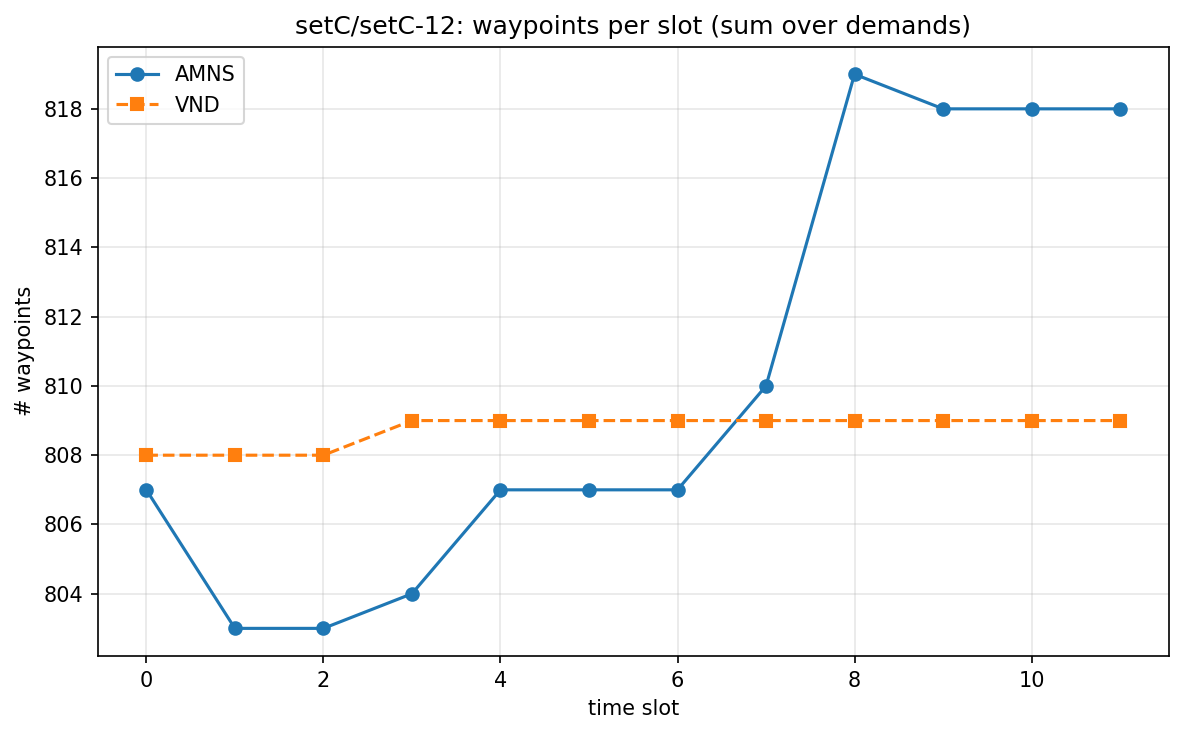 setC/setC-12: waypoints per slot (sum over demands)
AMNS
VND
818
816
814
812
810
808
806
804
# waypoints
0 2 4 6 8 10
time slot